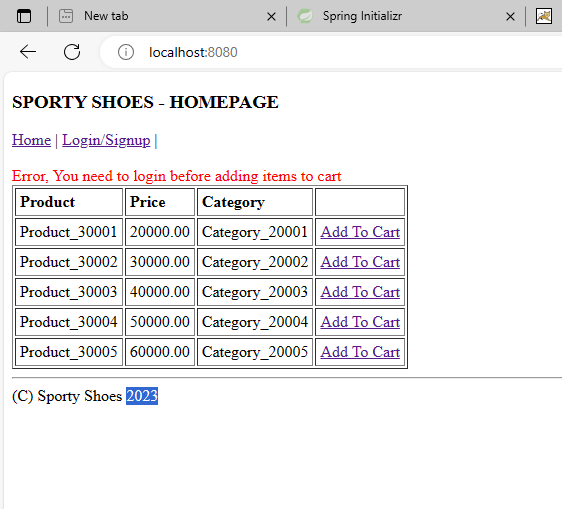 New tab
Spring Initializr
localhost:8080
SPORTY SHOES - HOMEPAGE
Home | Login/Signup |
Error, You need to login before adding items to cart
Product Price Category
Product_30001 20000.00 Category_20001 Add To Cart
Product_30002 30000.00 Category_20002 Add To Cart
Product_30003 40000.00 Category_20003 Add To Cart
Product_30004 50000.00 Category_20004 Add To Cart
Product_30005 60000.00 Category_20005 Add To Cart
(C) Sporty Shoes 2023